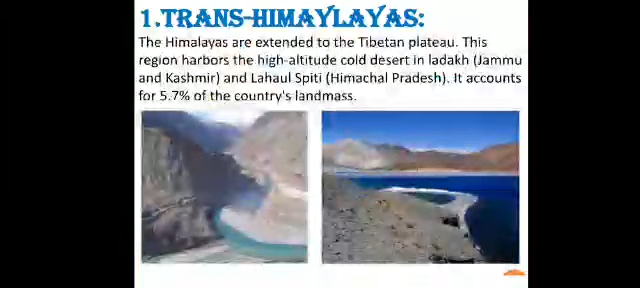 1.TRANS-HIMAYLAYAS:
The Himalayas are extended to the Tibetan plateau. This
region harbors the high-altitude cold desert in ladakh (Jammu
and Kashmir) and Lahaul Spiti (Himachal Pradesh). It accounts
for 5.7% of the country's landmass.